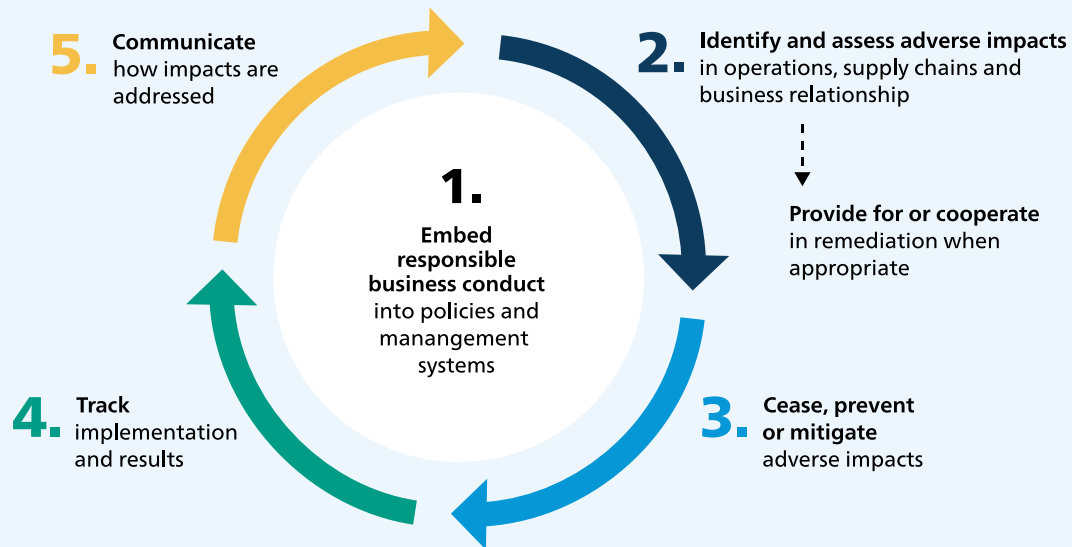 1.
Embed
responsible
business conduct
into policies and
manangement
systems
2.
Identify and assess adverse impacts
in operations, supply chains and
business relationship
Provide for or cooperate
in remediation when
appropriate
3.
Cease, prevent
or mitigate
adverse impacts
4.
Track
implementation
and results
5.
Communicate
how impacts are
addressed